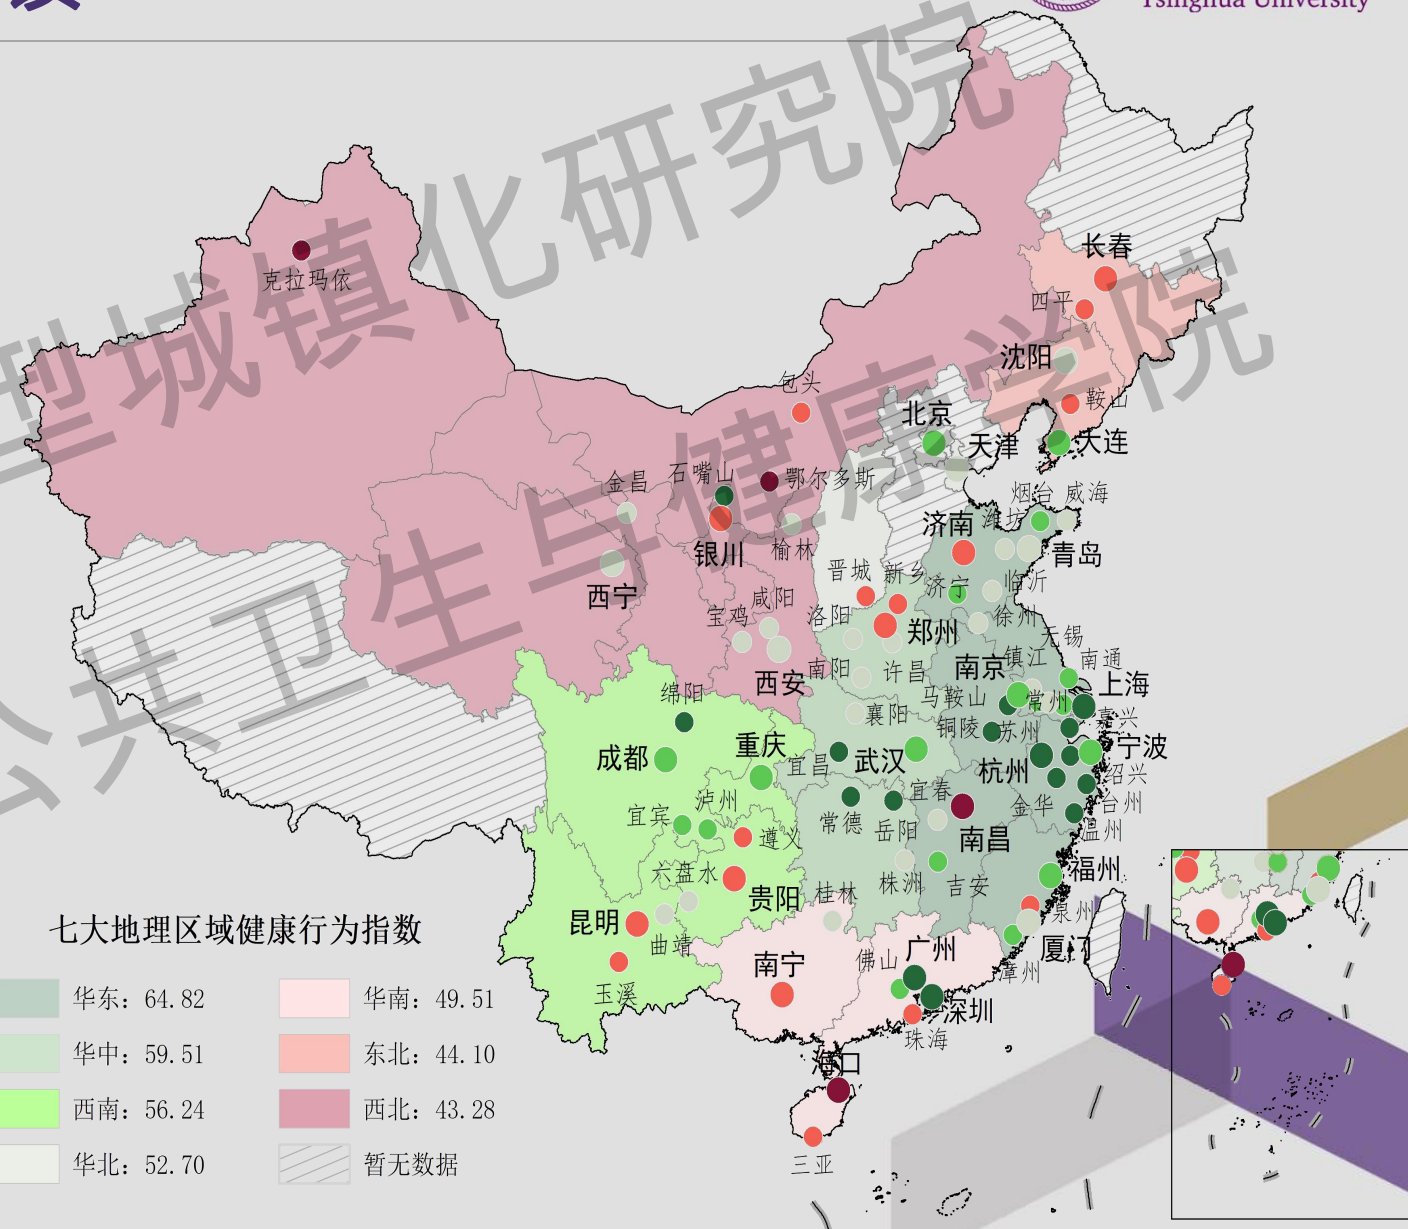 Tsinghua University
型城镇化研究院
公共卫生与健康学院
长春
克拉玛依
四平
沈阳
包头
鞍山
北京
天津
大连
金昌
石嘴山
鄂尔多斯
烟台
威海
济南
潍坊
银川
榆林
青岛
西宁
晋城
新乡
济宁
临沂
宝鸡
咸阳
洛阳
徐州
郑州
无锡
西安
南阳
许昌
南京
镇江
南通
绵阳
马鞍山
常州
上海
襄阳
铜陵
苏州
嘉兴
成都
重庆
宜昌
武汉
杭州
宁波
绍兴
宜宾
泸州
常德
岳阳
宜春
金华
台州
遵义
南昌
温州
六盘水
贵阳
桂林
株洲
吉安
福州
昆明
曲靖
泉州
南宁
佛山
广州
厦门
玉溪
漳州
深圳
珠海
海口
三亚
七大地理区域健康行为指数
华东：64.82
华南：49.51
华中：59.51
东北：44.10
西南：56.24
西北：43.28
华北：52.70
暂无数据